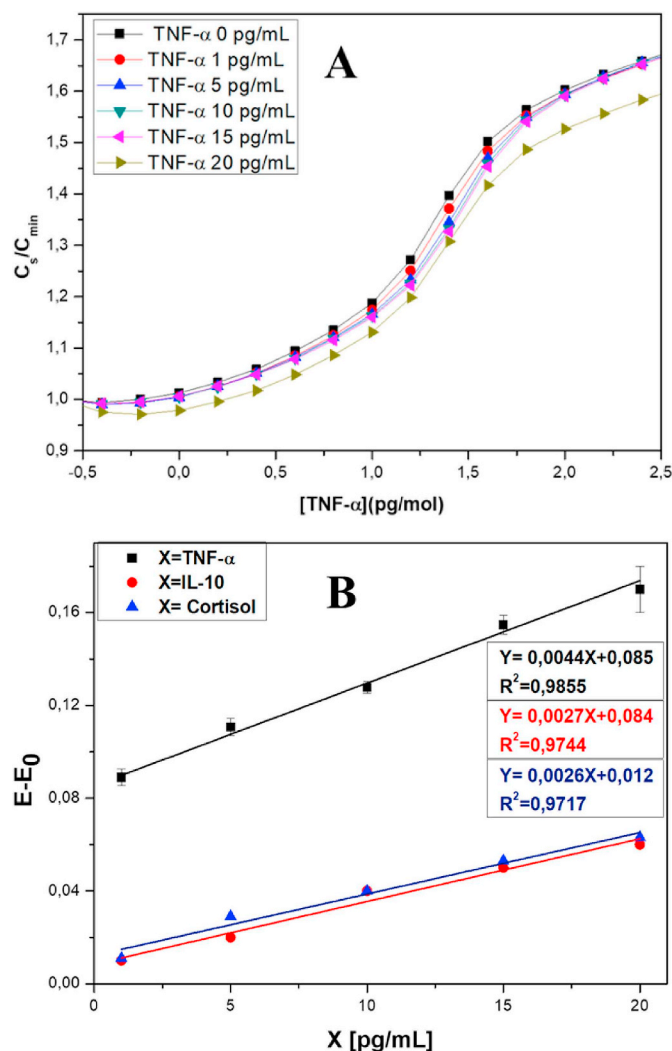 A
TNF-α 0 pg/mL
TNF-α 1 pg/mL
TNF-α 5 pg/mL
TNF-α 10 pg/mL
TNF-α 15 pg/mL
TNF-α 20 pg/mL
1,7
1,6
1,5
1,4
1,3
1,2
1,1
1,0
0,9
Cs/Cmin
-0,5 0,0 0,5 1,0 1,5 2,0 2,5
[TNF-α](pg/mol)
B
X=TNF-α
X=IL-10
X= Cortisol
0,16
0,12
0,08
0,04
0,00
E-E0
Y= 0,0044X+0,085
R2=0,9855
Y= 0,0027X+0,084
R2=0,9744
Y= 0,0026X+0,012
R2=0,9717
0 5 10 15 20
X [pg/mL]